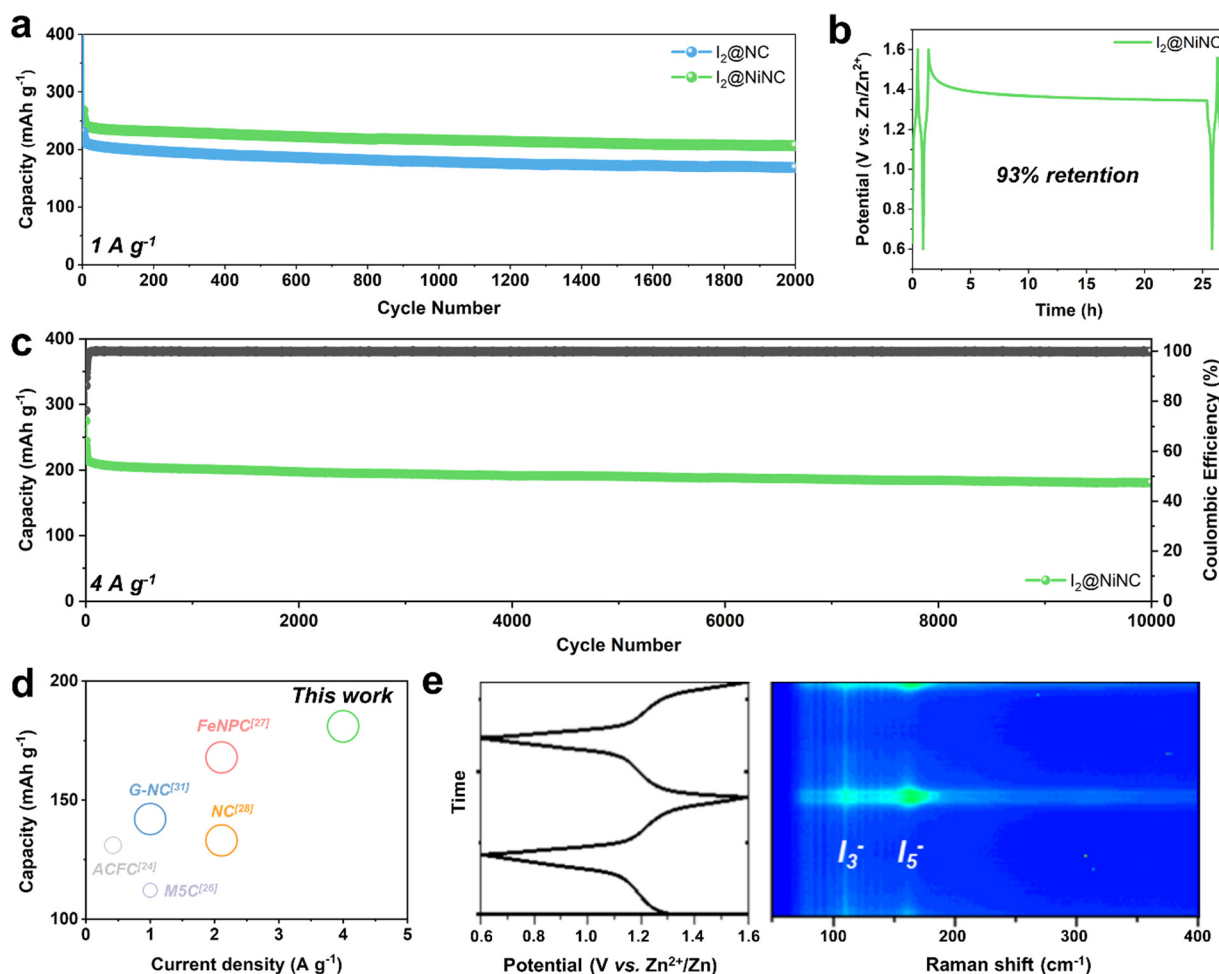 a
400
300
200
100
0
Capacity (mAh g⁻¹)
I₂@NC
I₂@NiNC
1 A g⁻¹
200 400 600 800 1000 1200 1400 1600 1800 2000
Cycle Number
b
1.6
1.4
1.2
1.0
0.8
0.6
Potential (V vs. Zn/Zn²⁺)
I₂@NiNC
93% retention
0 5 10 15 20 25
Time (h)
c
400
300
200
100
0
Capacity (mAh g⁻¹)
100
80
60
40
20
0
Coulombic Efficiency (%)
4 A g⁻¹
I₂@NiNC
0 2000 4000 6000 8000 10000
Cycle Number
d
200
150
100
Capacity (mAh g⁻¹)
This work
FeNPC[27]
G-NC[31]
NC[28]
ACFC[24]
M5C[26]
0 1 2 3 4 5
Current density (A g⁻¹)
e
Time
0.6 0.8 1.0 1.2 1.4 1.6
Potential (V vs. Zn²⁺/Zn)
I₃⁻ I₅⁻
100 200 300 400
Raman shift (cm⁻¹)